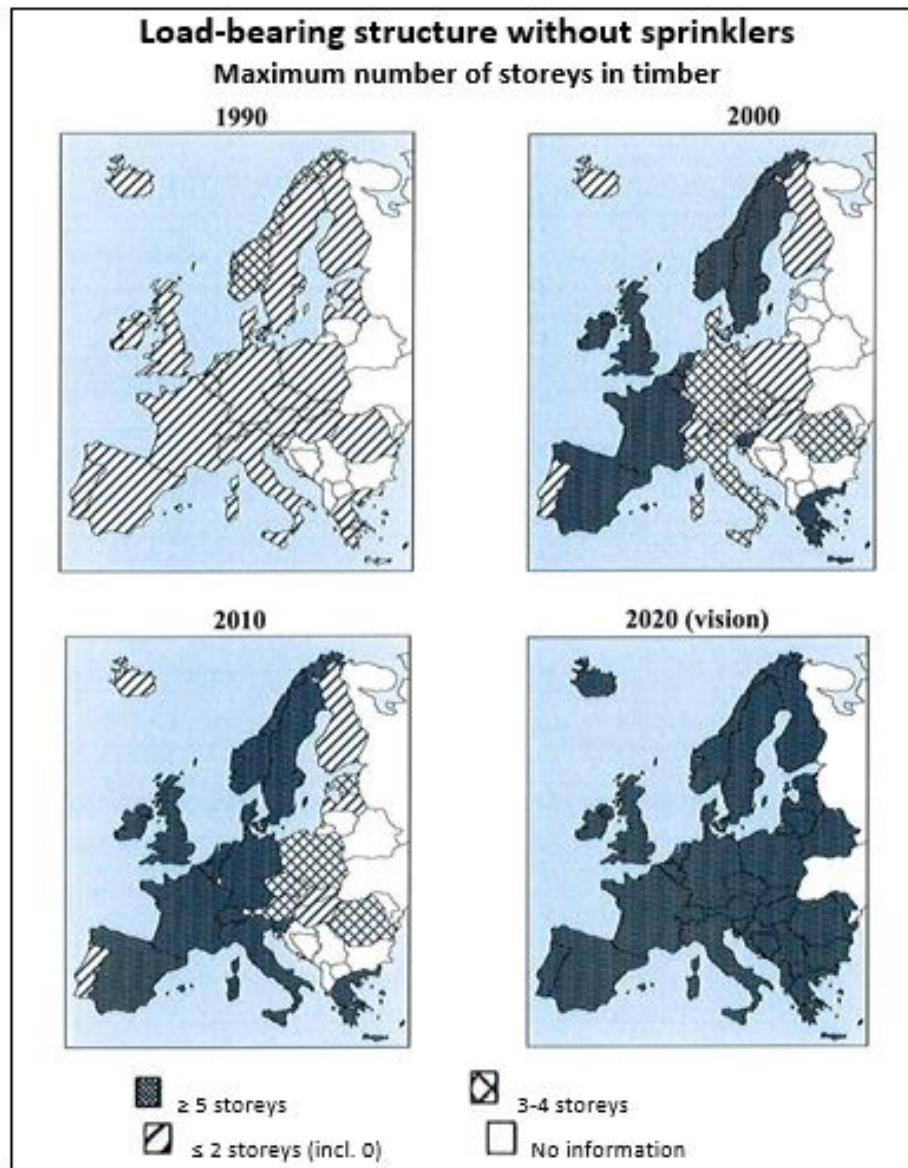 Load-bearing structure without sprinklers
Maximum number of storeys in timber
1990
2000
2010
2020 (vision)
≥ 5 storeys
3-4 storeys
≤ 2 storeys (incl. 0)
No information